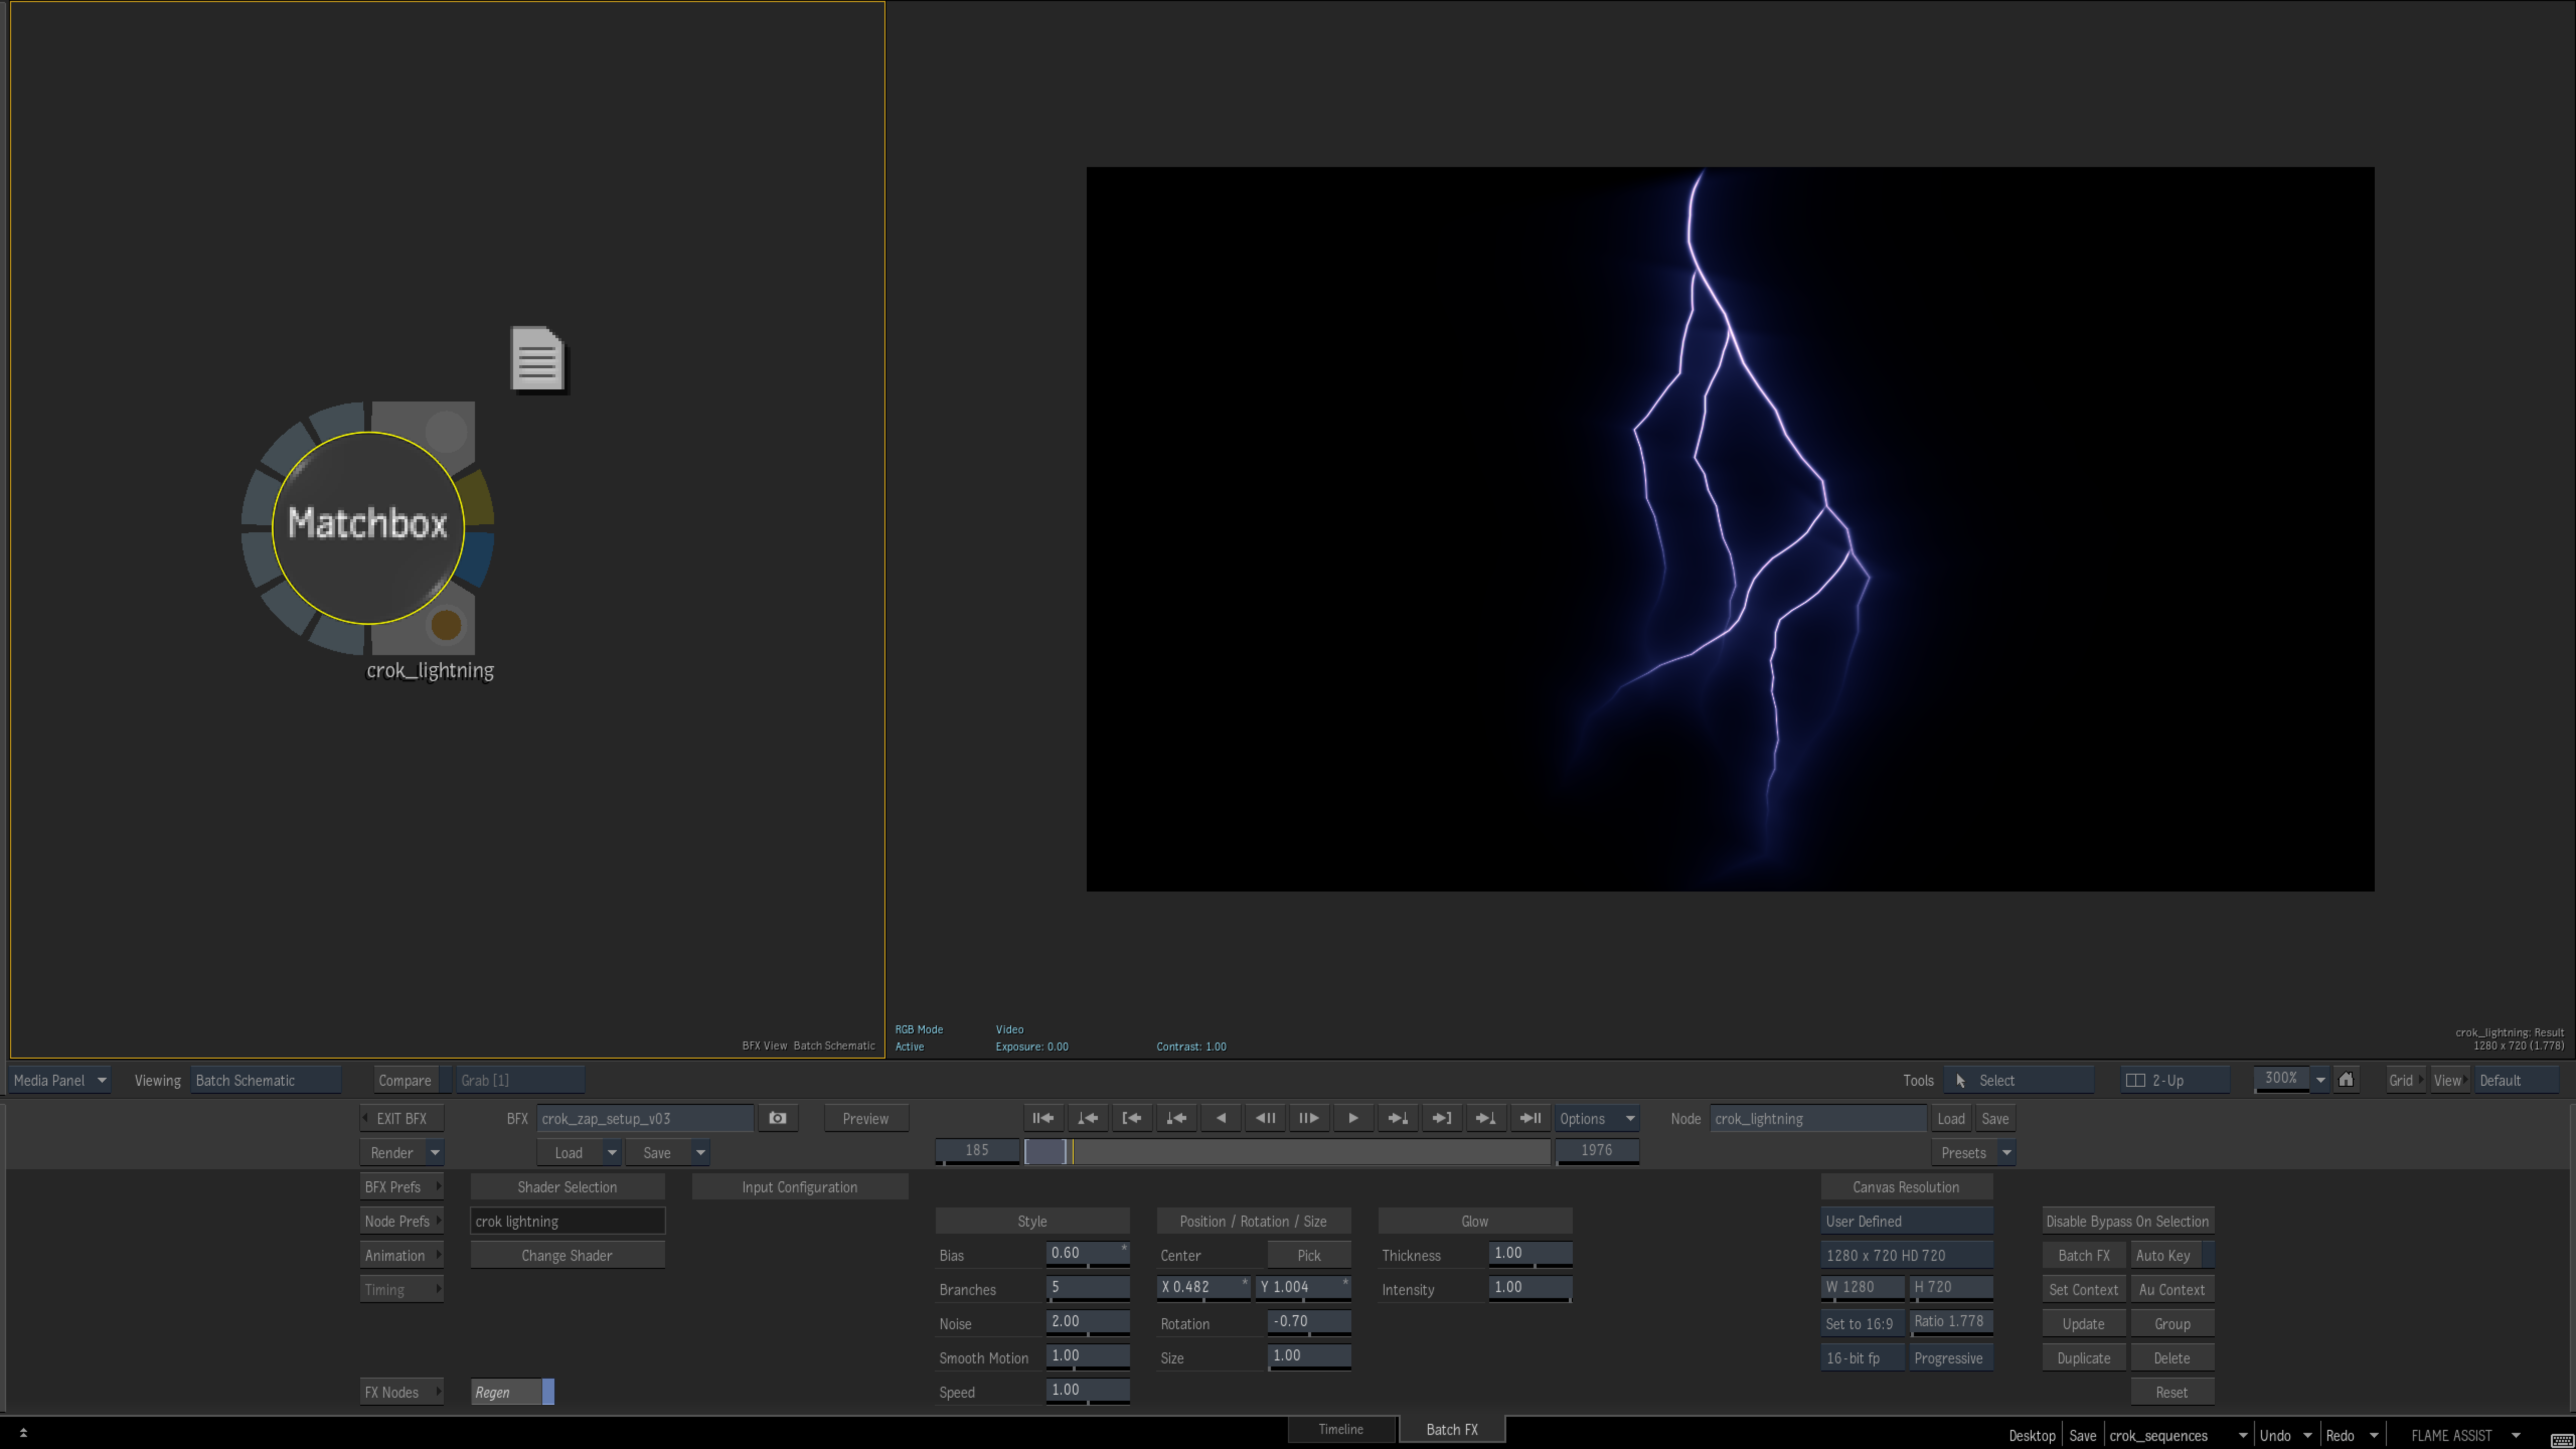 Matchbox
crok_lightning
BFX View Batch Schematic
RGB Mode Video
Active Exposure: 0.00 Contrast: 1.00
crok_lightning: Result
1280 x 720 (1.778)
Media Panel Viewing Batch Schematic Compare Grab [1] Tools Select 2-Up 300% Grid View Default
EXIT BFX BFX crok_zap_setup_v03 Preview Options Node crok_lightning Load Save
Render Load Save 185 1976 Presets
BFX Prefs Shader Selection Input Configuration Canvas Resolution
Node Prefs crok lightning Style Position / Rotation / Size Glow User Defined Disable Bypass On Selection
Animation Change Shader Bias 0.60 * Center Pick Thickness 1.00 1280 x 720 HD 720 Batch FX Auto Key
Timing Branches 5 X 0.482 * Y 1.004 * Intensity 1.00 W 1280 H 720 Set Context Au Context
Noise 2.00 Rotation -0.70 Set to 16:9 Ratio 1.778 Update Group
Smooth Motion 1.00 Size 1.00 16-bit fp Progressive Duplicate Delete
FX Nodes Regen Speed 1.00 Reset
Timeline Batch FX
Desktop Save crok_sequences Undo Redo FLAME ASSIST